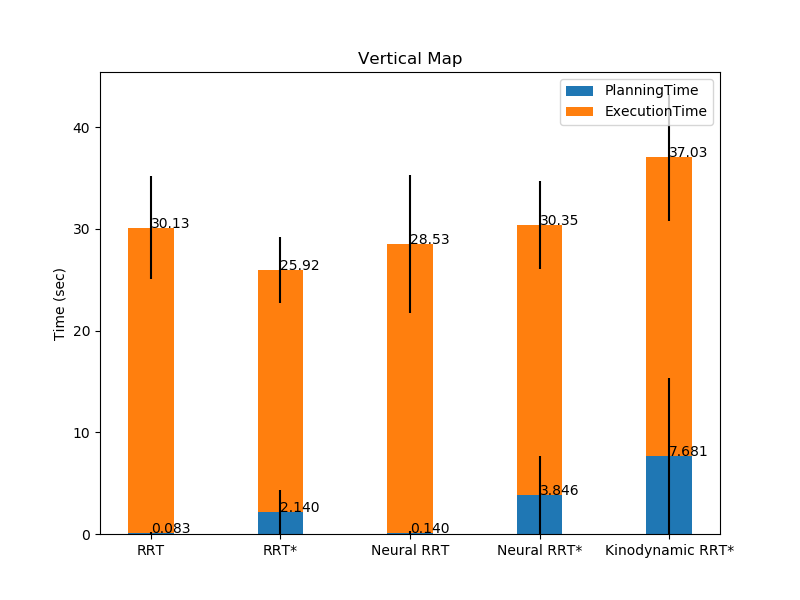 Vertical Map
PlanningTime
ExecutionTime
Time (sec)
40
30
20
10
0
30.13
25.92
28.53
30.35
37.03
0.083
2.140
0.140
3.846
7.681
RRT
RRT*
Neural RRT
Neural RRT*
Kinodynamic RRT*